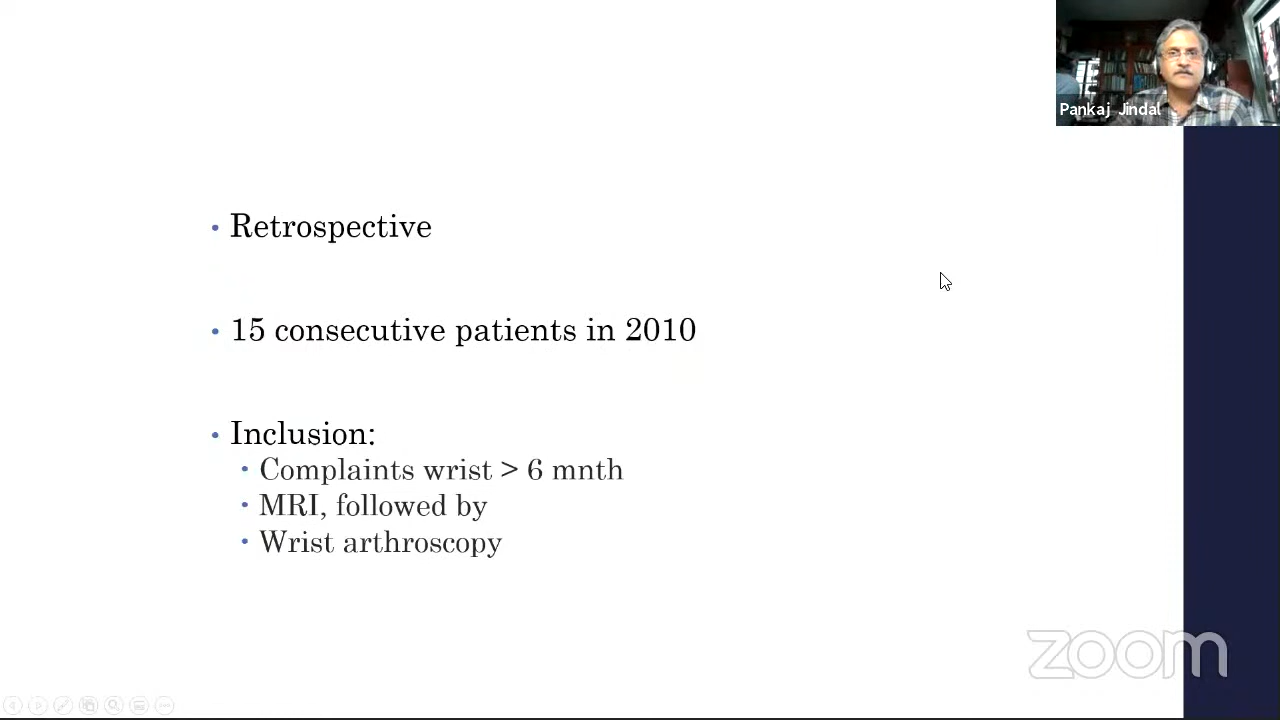 Pankaj Jindal
• Retrospective
• 15 consecutive patients in 2010
• Inclusion:
• Complaints wrist > 6 mnth
• MRI, followed by
• Wrist arthroscopy
zoom